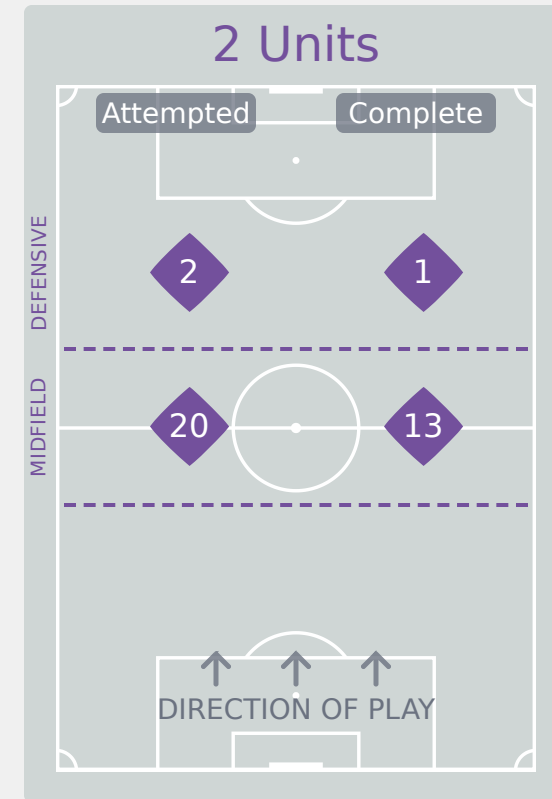 2 Units
Attempted Complete
DEFENSIVE
2 1
MIDFIELD
20 13
DIRECTION OF PLAY